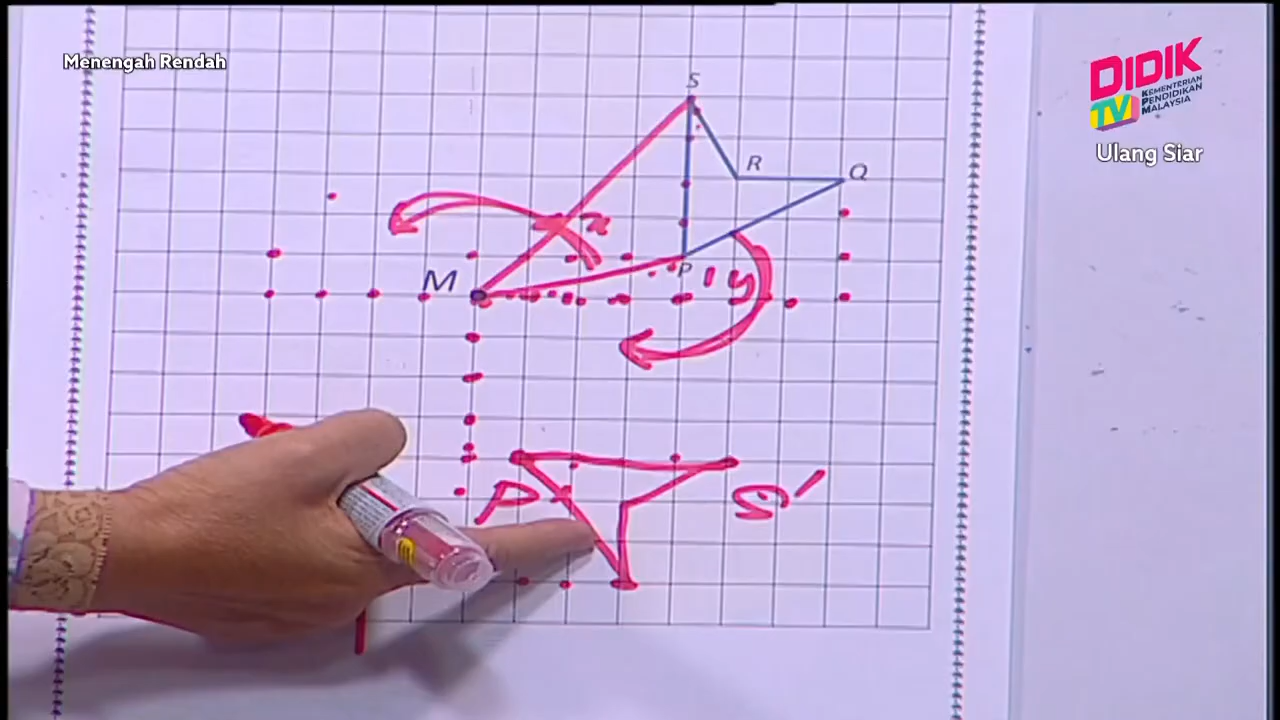 Menengah Rendah
DIDIK
TV
KEMENTERIAN
PENDIDIKAN
MALAYSIA
Ulang Siar
S
R
Q
x
P
M
y
P
S'